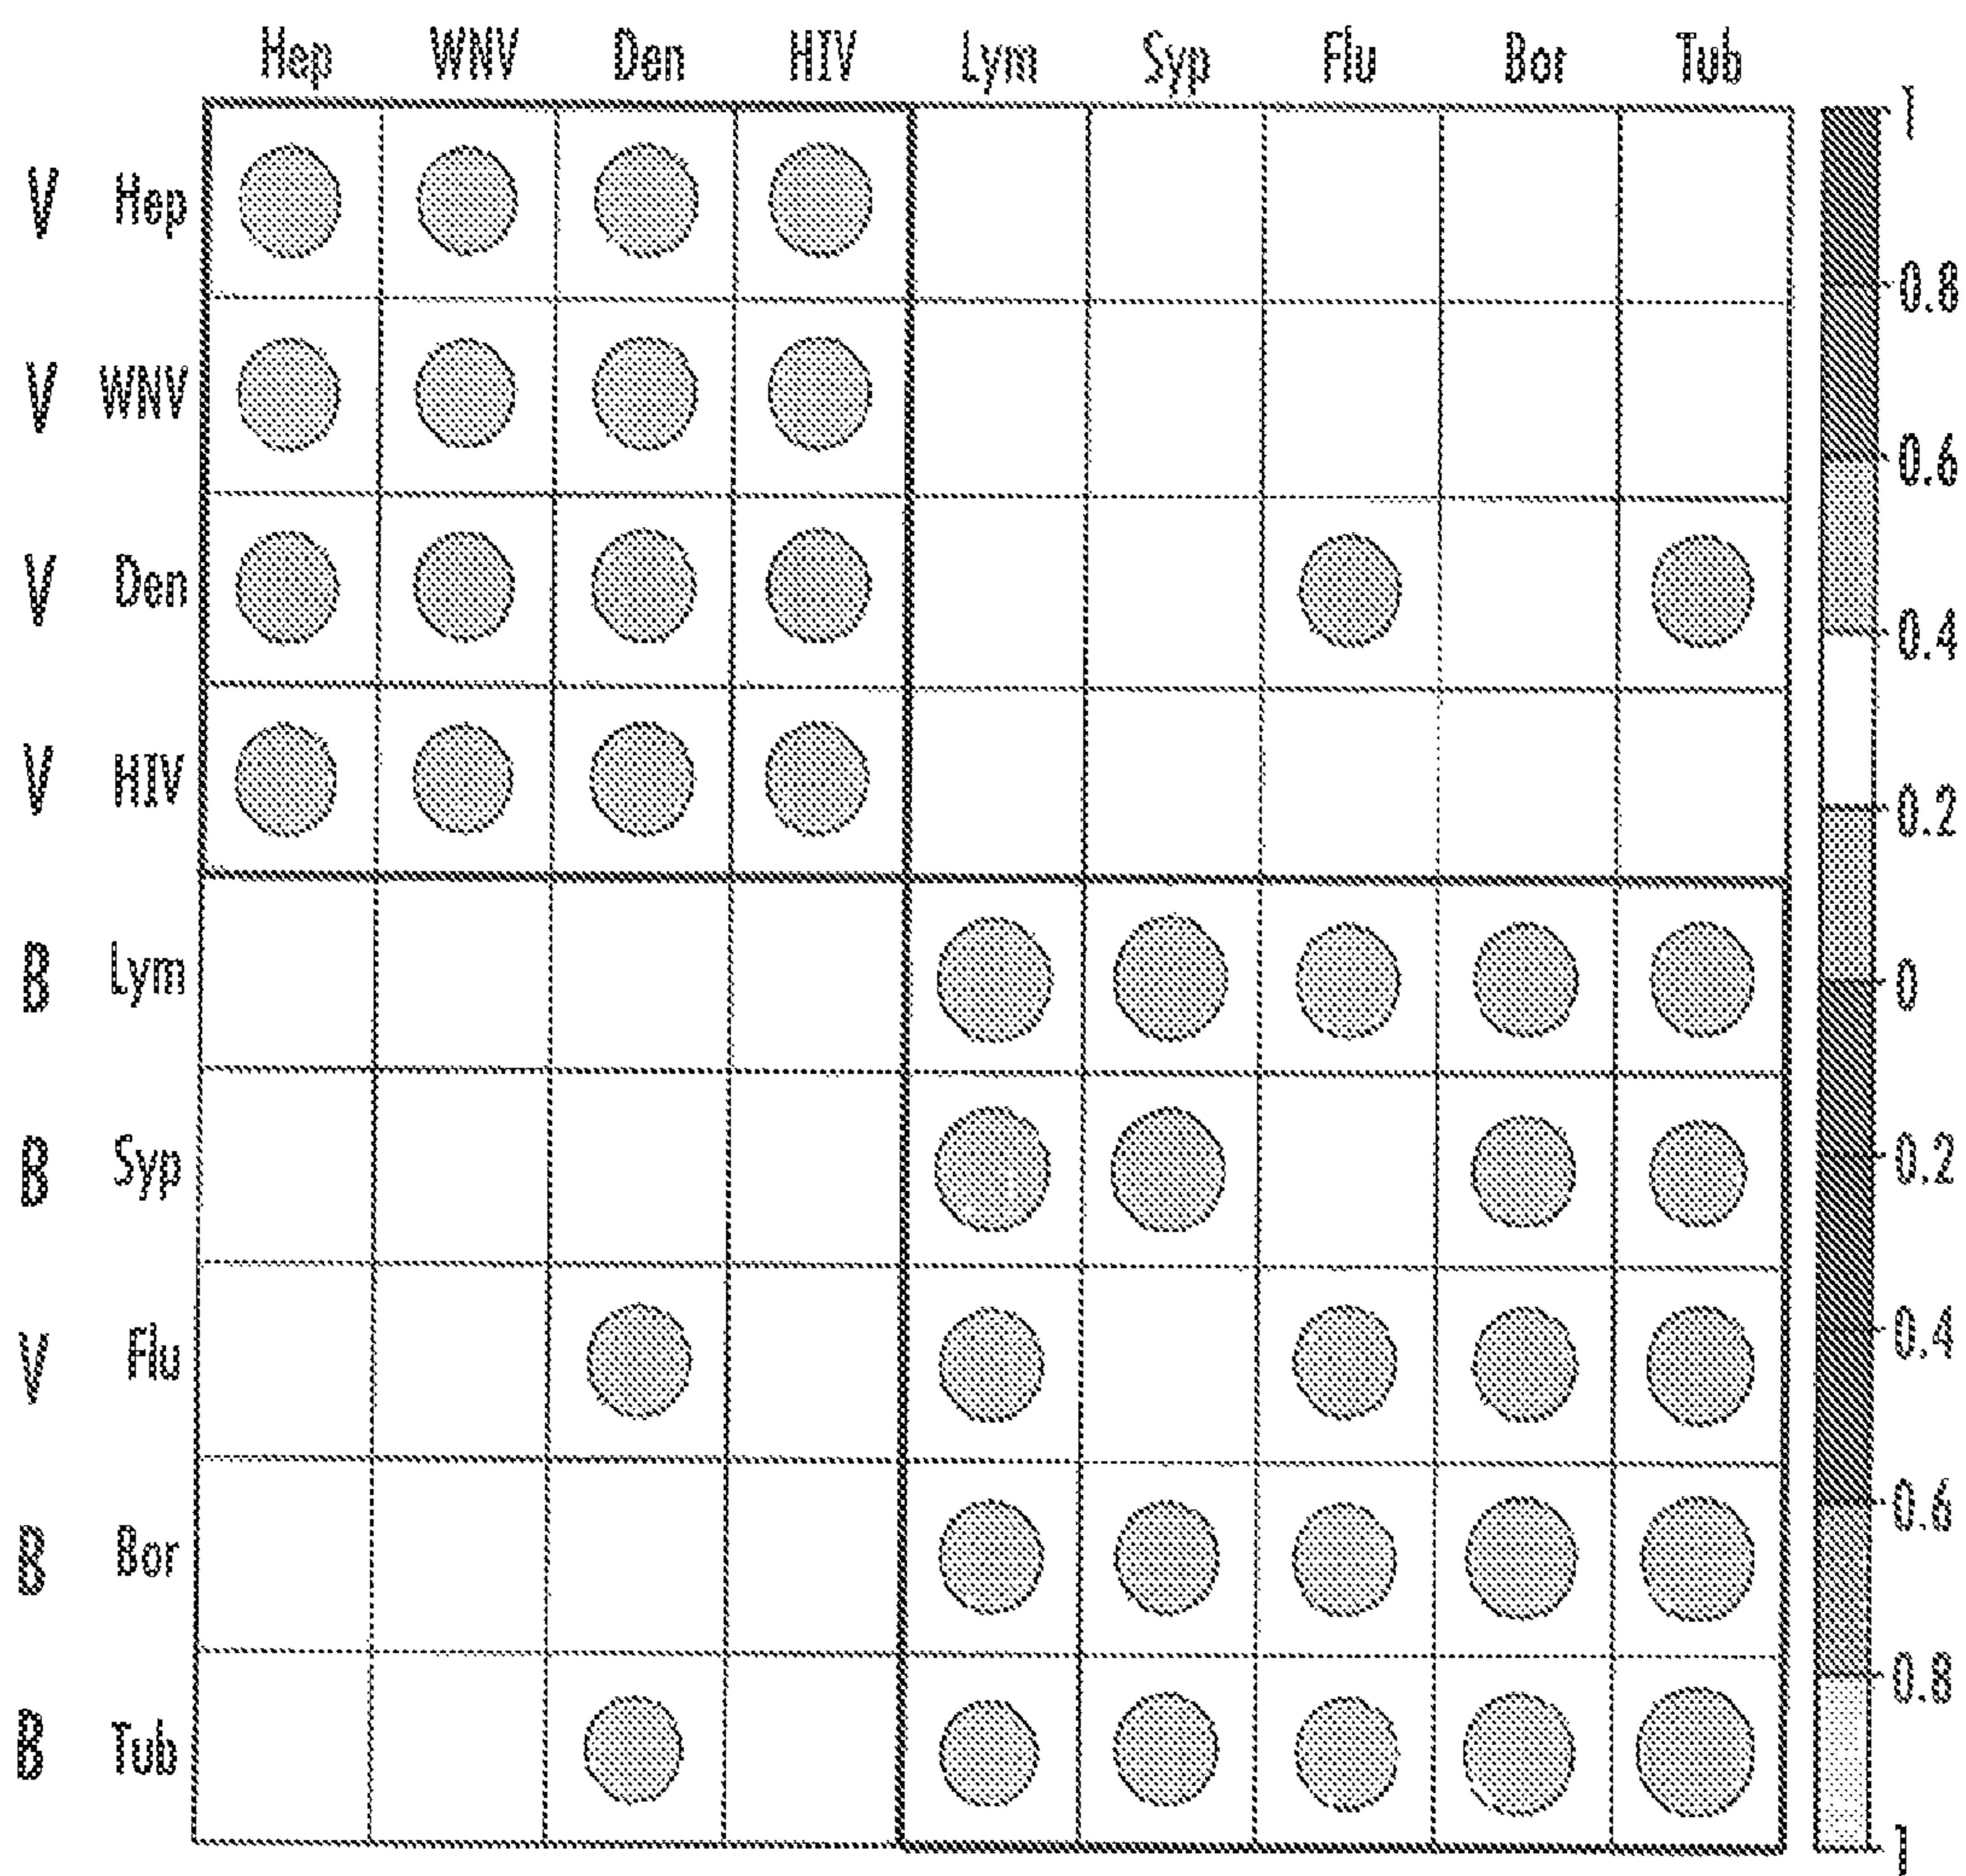 Hep WNV Den HIV Lym Syp Flu Bor Tub
1
V Hep
0.8
V WNV
0.6
V Den
0.4
V HIV
0.2
B Lym
0
B Syp
0.2
V Flu
0.4
B Bor
0.6
B Tub
0.8
1